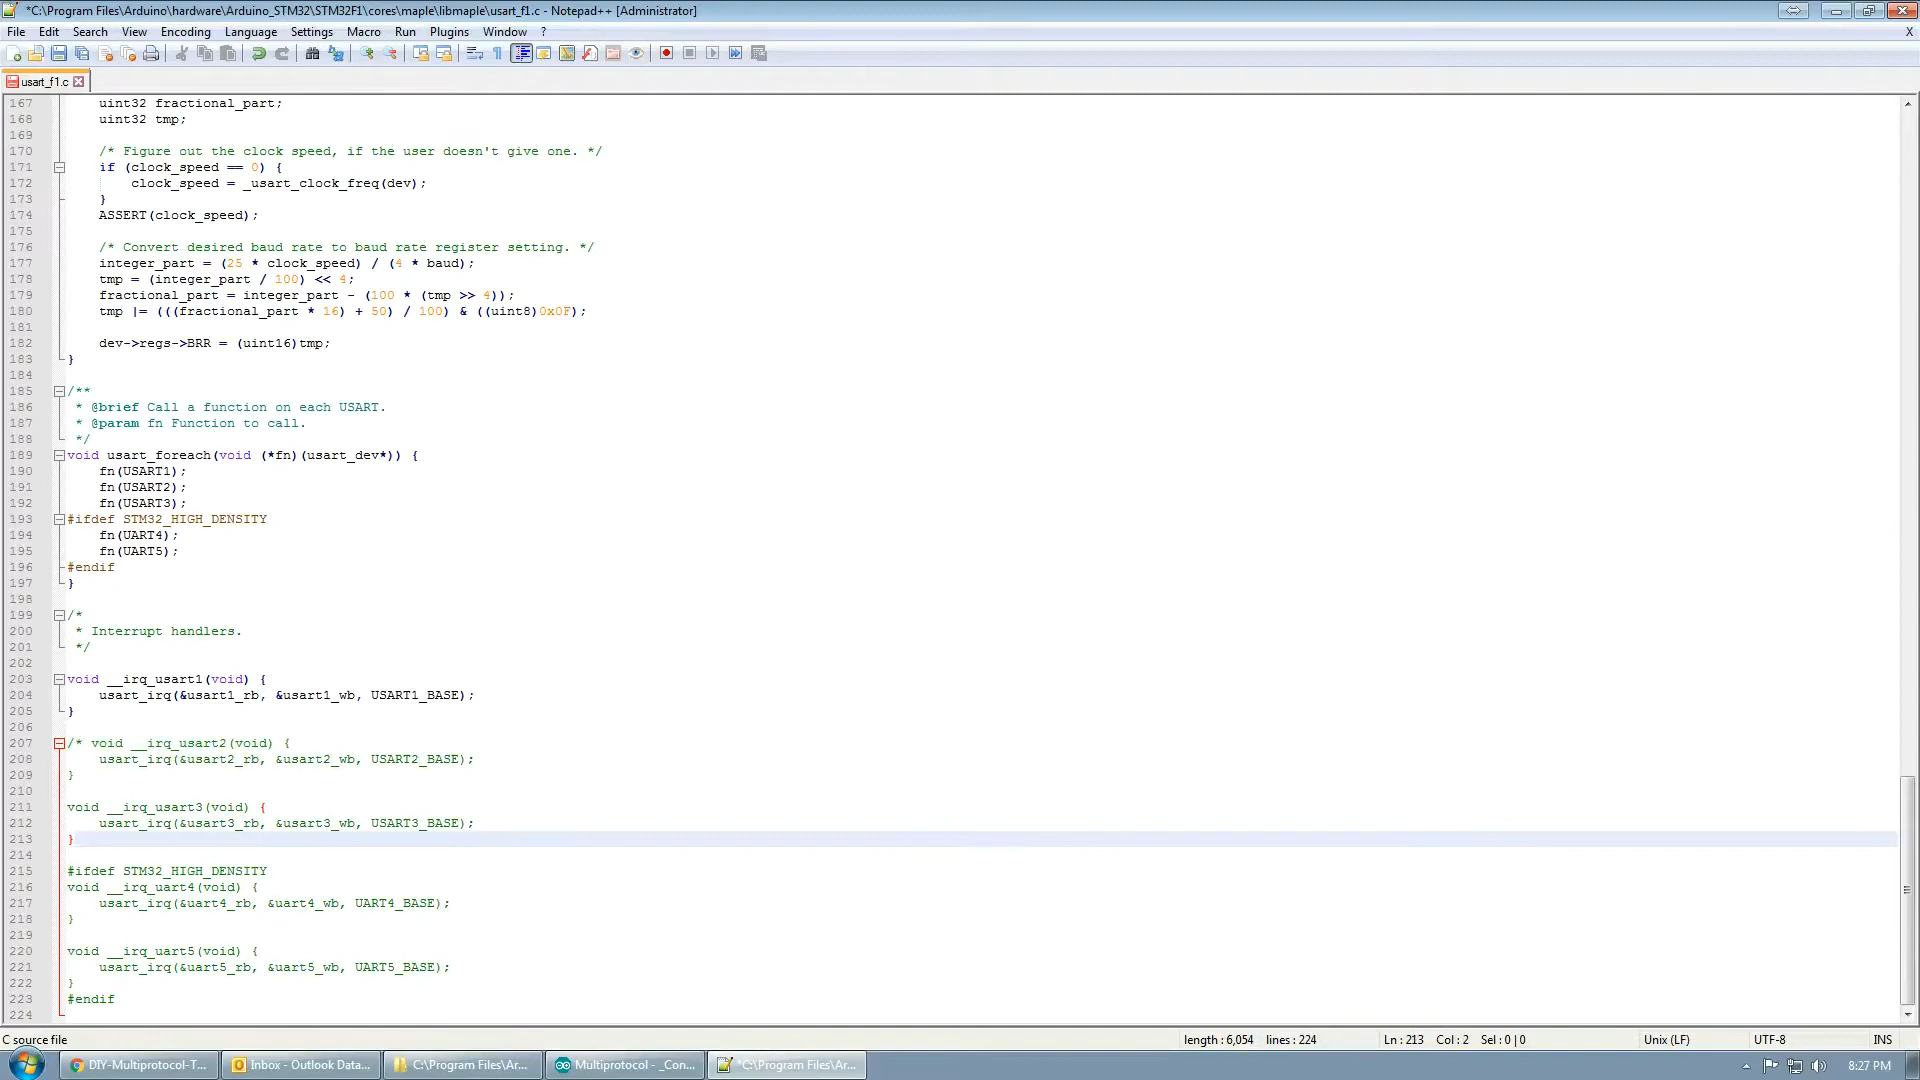 *C:\Program Files\Arduino\hardware\Arduino_STM32\STM32F1\cores\maple\libmaple\usart_f1.c - Notepad++ [Administrator]
File Edit Search View Encoding Language Settings Macro Run Plugins Window ? X
usart_f1.c
167 uint32 fractional_part;
168 uint32 tmp;
169
170 /* Figure out the clock speed, if the user doesn't give one. */
171 if (clock_speed == 0) {
172 clock_speed = _usart_clock_freq(dev);
173 }
174 ASSERT(clock_speed);
175
176 /* Convert desired baud rate to baud rate register setting. */
177 integer_part = (25 * clock_speed) / (4 * baud);
178 tmp = (integer_part / 100) << 4;
179 fractional_part = integer_part - (100 * (tmp >> 4));
180 tmp |= (((fractional_part * 16) + 50) / 100) & ((uint8)0x0F);
181
182 dev->regs->BRR = (uint16)tmp;
183 }
184
185 /**
186 * @brief Call a function on each USART.
187 * @param fn Function to call.
188 */
189 void usart_foreach(void (*fn)(usart_dev*)) {
190 fn(USART1);
191 fn(USART2);
192 fn(USART3);
193 #ifdef STM32_HIGH_DENSITY
194 fn(UART4);
195 fn(UART5);
196 #endif
197 }
198
199 /*
200 * Interrupt handlers.
201 */
202
203 void __irq_usart1(void) {
204 usart_irq(&usart1_rb, &usart1_wb, USART1_BASE);
205 }
206
207 /* void __irq_usart2(void) {
208 usart_irq(&usart2_rb, &usart2_wb, USART2_BASE);
209 }
210
211 void __irq_usart3(void) {
212 usart_irq(&usart3_rb, &usart3_wb, USART3_BASE);
213 }
214
215 #ifdef STM32_HIGH_DENSITY
216 void __irq_uart4(void) {
217 usart_irq(&uart4_rb, &uart4_wb, UART4_BASE);
218 }
219
220 void __irq_uart5(void) {
221 usart_irq(&uart5_rb, &uart5_wb, UART5_BASE);
222 }
223 #endif
224
C source file length : 6,054 lines : 224 Ln : 213 Col : 2 Sel : 0 | 0 Unix (LF) UTF-8 INS
DIY-Multiprotocol-T... Inbox - Outlook Data... C:\Program Files\Ar... Multiprotocol - _Con... *C:\Program Files\Ar... 8:27 PM